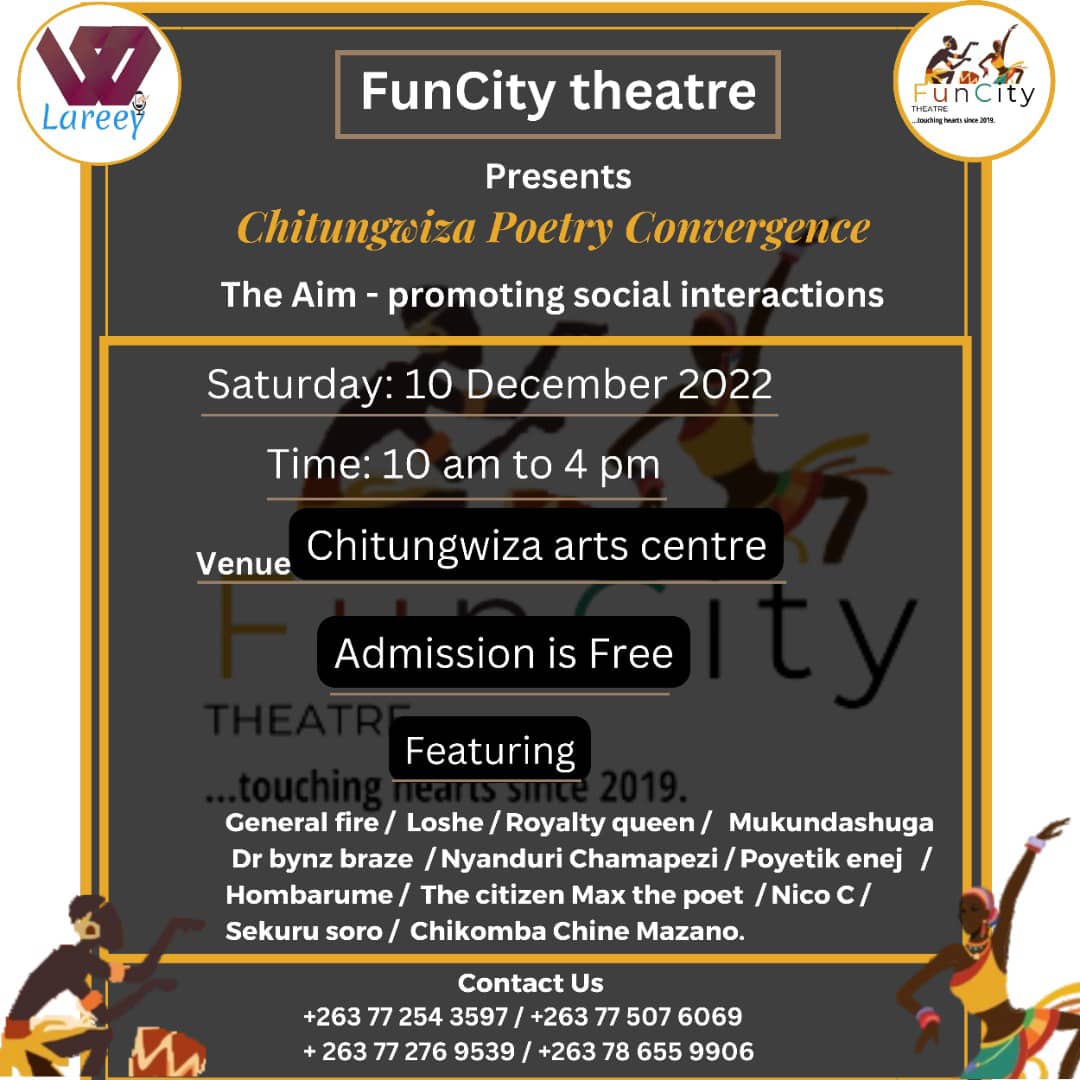 Lareey
FunCity
THEATRE
...touching hearts since 2019.
FunCity theatre
Presents
Chitungwiza Poetry Convergence
The Aim - promoting social interactions
Saturday: 10 December 2022
Time: 10 am to 4 pm
Venue Chitungwiza arts centre
Admission is Free
FunCity
THEATRE
Featuring
...touching hearts since 2019.
General fire / Loshe / Royalty queen / Mukundashuga
Dr bynz braze / Nyanduri Chamapezi / Poyetik enej /
Hombarume / The citizen Max the poet / Nico C /
Sekuru soro / Chikomba Chine Mazano.
Contact Us
+263 77 254 3597 / +263 77 507 6069
+ 263 77 276 9539 / +263 78 655 9906